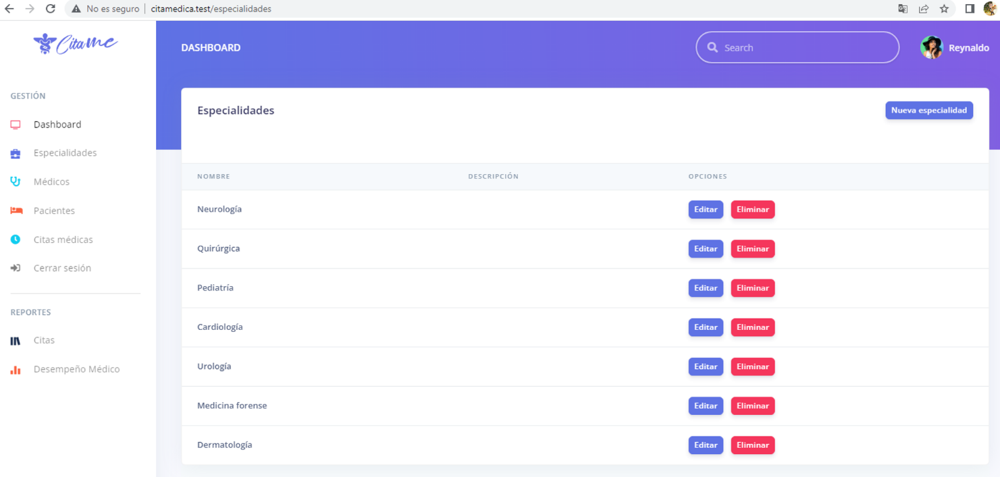 No es seguro | citamedica.test/especialidades
CitaMe
DASHBOARD
Search
Reynaldo
GESTIÓN
Dashboard
Especialidades
Médicos
Pacientes
Citas médicas
Cerrar sesión
REPORTES
Citas
Desempeño Médico
Especialidades
Nueva especialidad
NOMBRE DESCRIPCIÓN OPCIONES
Neurología Editar Eliminar
Quirúrgica Editar Eliminar
Pediatría Editar Eliminar
Cardiología Editar Eliminar
Urología Editar Eliminar
Medicina forense Editar Eliminar
Dermatología Editar Eliminar